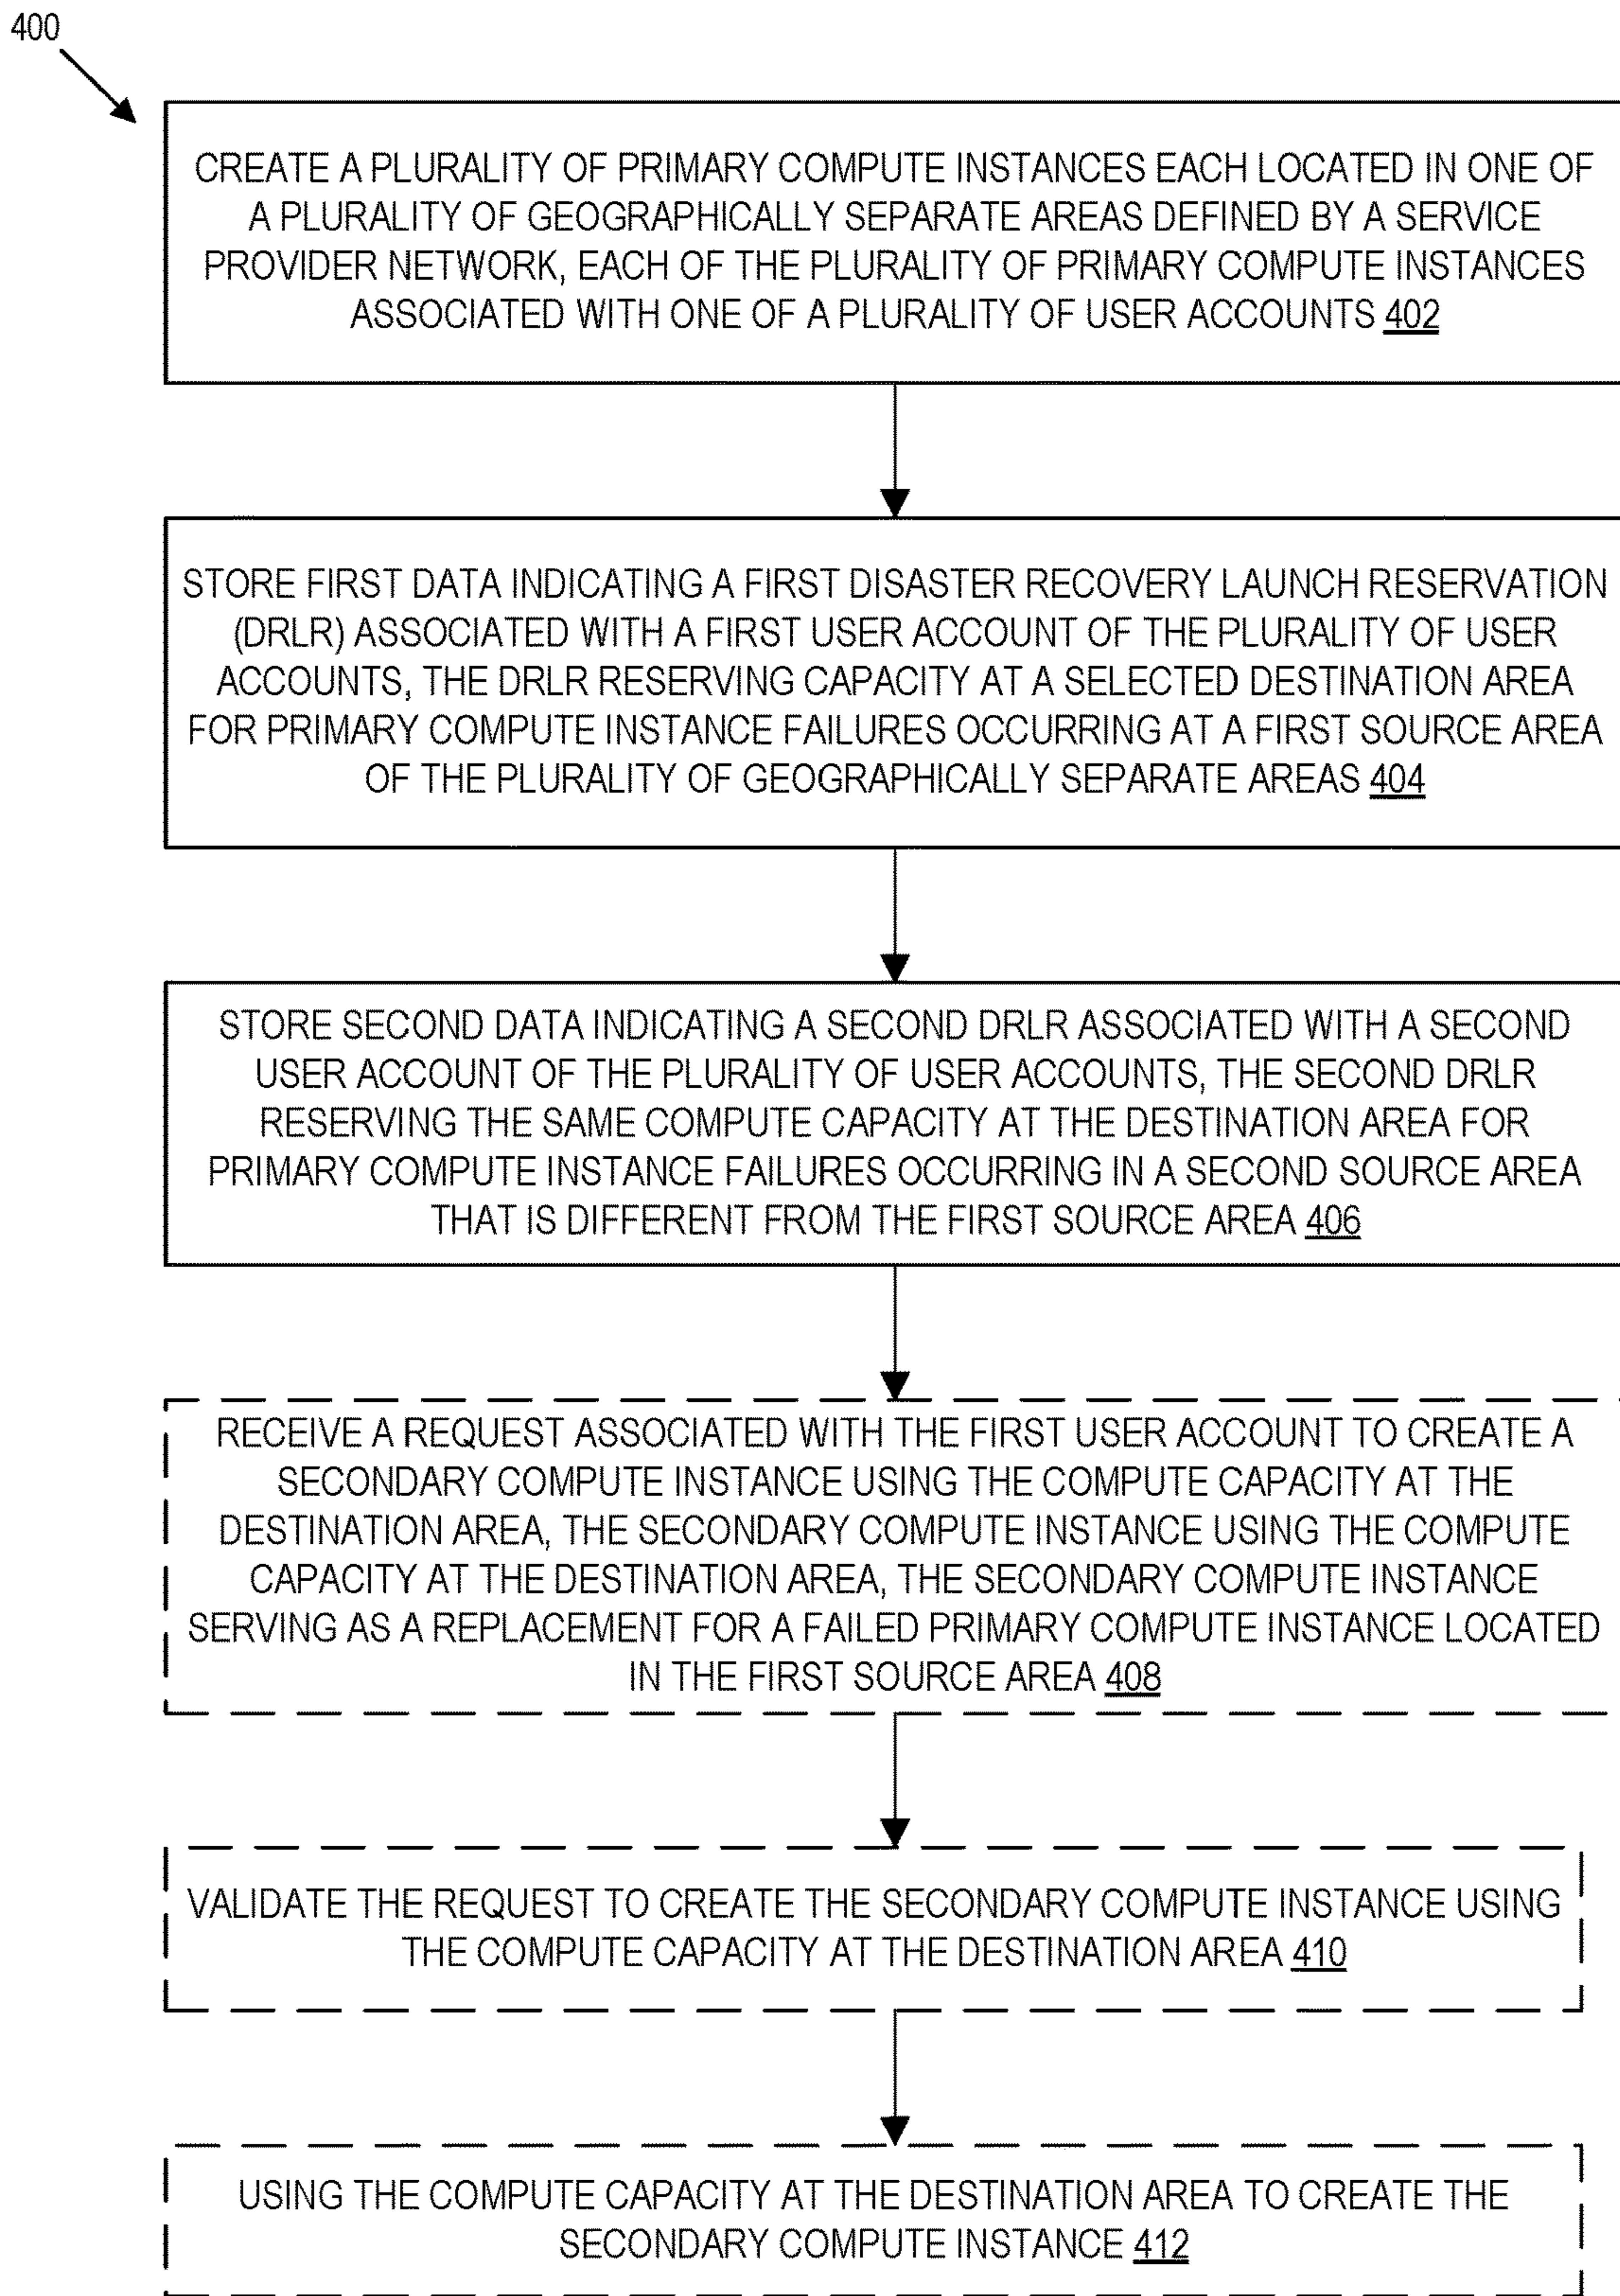 400
CREATE A PLURALITY OF PRIMARY COMPUTE INSTANCES EACH LOCATED IN ONE OF
A PLURALITY OF GEOGRAPHICALLY SEPARATE AREAS DEFINED BY A SERVICE
PROVIDER NETWORK, EACH OF THE PLURALITY OF PRIMARY COMPUTE INSTANCES
ASSOCIATED WITH ONE OF A PLURALITY OF USER ACCOUNTS 402
STORE FIRST DATA INDICATING A FIRST DISASTER RECOVERY LAUNCH RESERVATION
(DRLR) ASSOCIATED WITH A FIRST USER ACCOUNT OF THE PLURALITY OF USER
ACCOUNTS, THE DRLR RESERVING CAPACITY AT A SELECTED DESTINATION AREA
FOR PRIMARY COMPUTE INSTANCE FAILURES OCCURRING AT A FIRST SOURCE AREA
OF THE PLURALITY OF GEOGRAPHICALLY SEPARATE AREAS 404
STORE SECOND DATA INDICATING A SECOND DRLR ASSOCIATED WITH A SECOND
USER ACCOUNT OF THE PLURALITY OF USER ACCOUNTS, THE SECOND DRLR
RESERVING THE SAME COMPUTE CAPACITY AT THE DESTINATION AREA FOR
PRIMARY COMPUTE INSTANCE FAILURES OCCURRING IN A SECOND SOURCE AREA
THAT IS DIFFERENT FROM THE FIRST SOURCE AREA 406
RECEIVE A REQUEST ASSOCIATED WITH THE FIRST USER ACCOUNT TO CREATE A
SECONDARY COMPUTE INSTANCE USING THE COMPUTE CAPACITY AT THE
DESTINATION AREA, THE SECONDARY COMPUTE INSTANCE USING THE COMPUTE
CAPACITY AT THE DESTINATION AREA, THE SECONDARY COMPUTE INSTANCE
SERVING AS A REPLACEMENT FOR A FAILED PRIMARY COMPUTE INSTANCE LOCATED
IN THE FIRST SOURCE AREA 408
VALIDATE THE REQUEST TO CREATE THE SECONDARY COMPUTE INSTANCE USING
THE COMPUTE CAPACITY AT THE DESTINATION AREA 410
USING THE COMPUTE CAPACITY AT THE DESTINATION AREA TO CREATE THE
SECONDARY COMPUTE INSTANCE 412